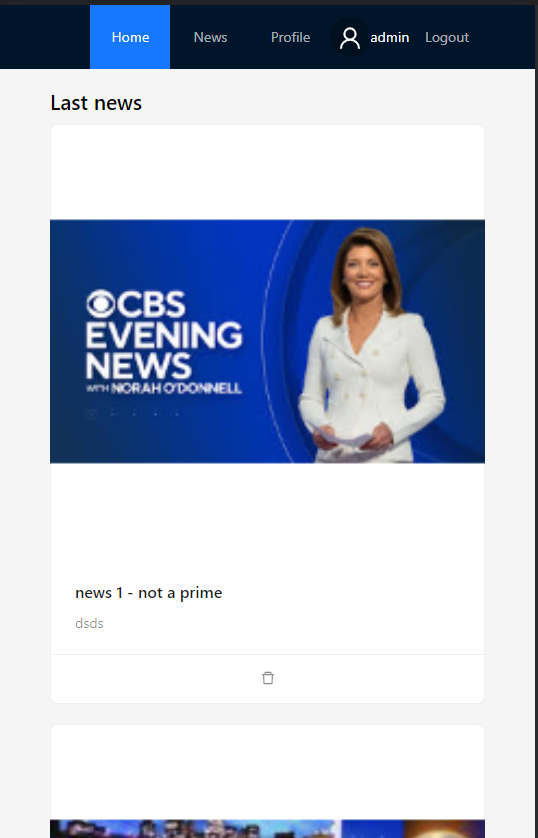 Home News Profile admin Logout
Last news
CBS
EVENING
NEWS
WITH NORAH O'DONNELL
news 1 - not a prime
dsds